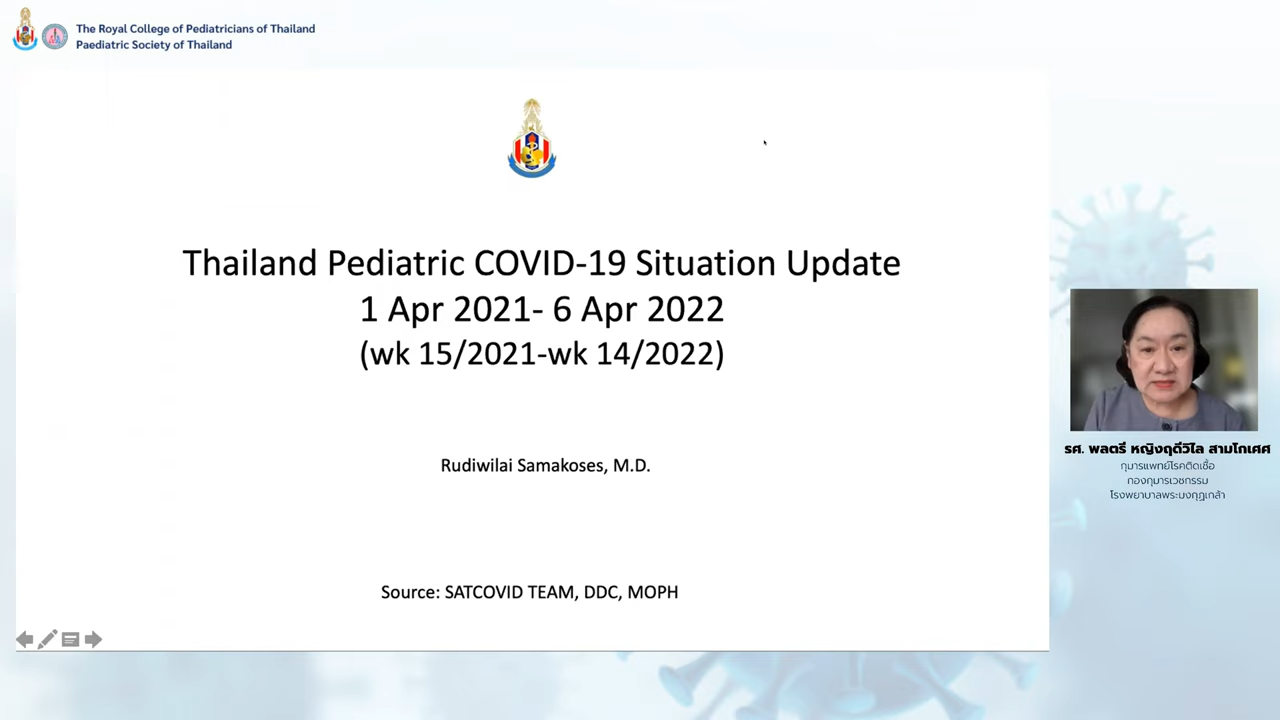 The Royal College of Pediatricians of Thailand
Paediatric Society of Thailand
Thailand Pediatric COVID-19 Situation Update
1 Apr 2021- 6 Apr 2022
(wk 15/2021-wk 14/2022)
Rudiwilai Samakoses, M.D.
Source: SATCOVID TEAM, DDC, MOPH
รศ. พลตรี หญิงฤดีวิไล สามโกเศศ
กุมารแพทย์โรคติดเชื้อ
กองกุมารเวชกรรม
โรงพยาบาลพระมงกุฎเกล้า